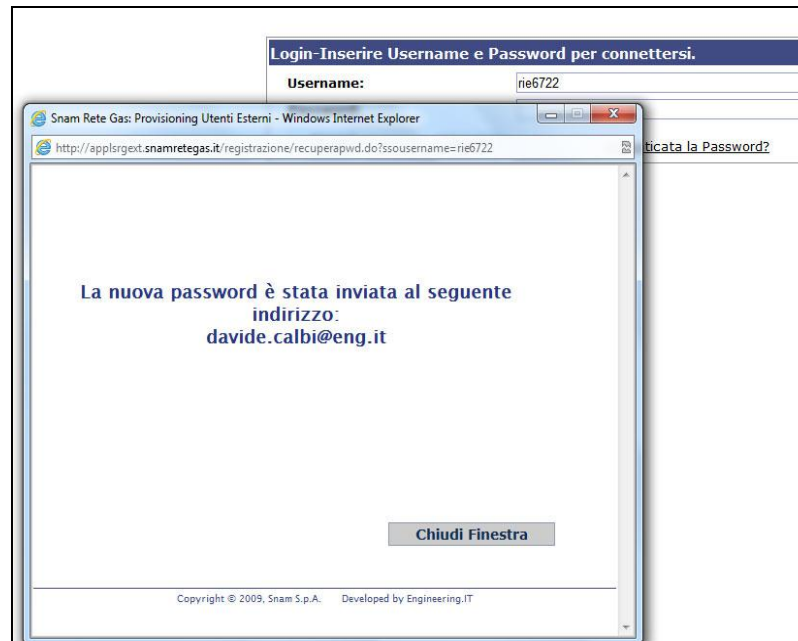 Login-Inserire Username e Password per connettersi.
Username:
rie6722
Snam Rete Gas: Provisioning Utenti Esterni - Windows Internet Explorer
http://applsrgext.snamretegas.it/registrazione/recuperapwd.do?ssousername=rie6722
ticata la Password?
La nuova password è stata inviata al seguente
indirizzo:
davide.calbi@eng.it
Chiudi Finestra
Copyright © 2009, Snam S.p.A. Developed by Engineering.IT